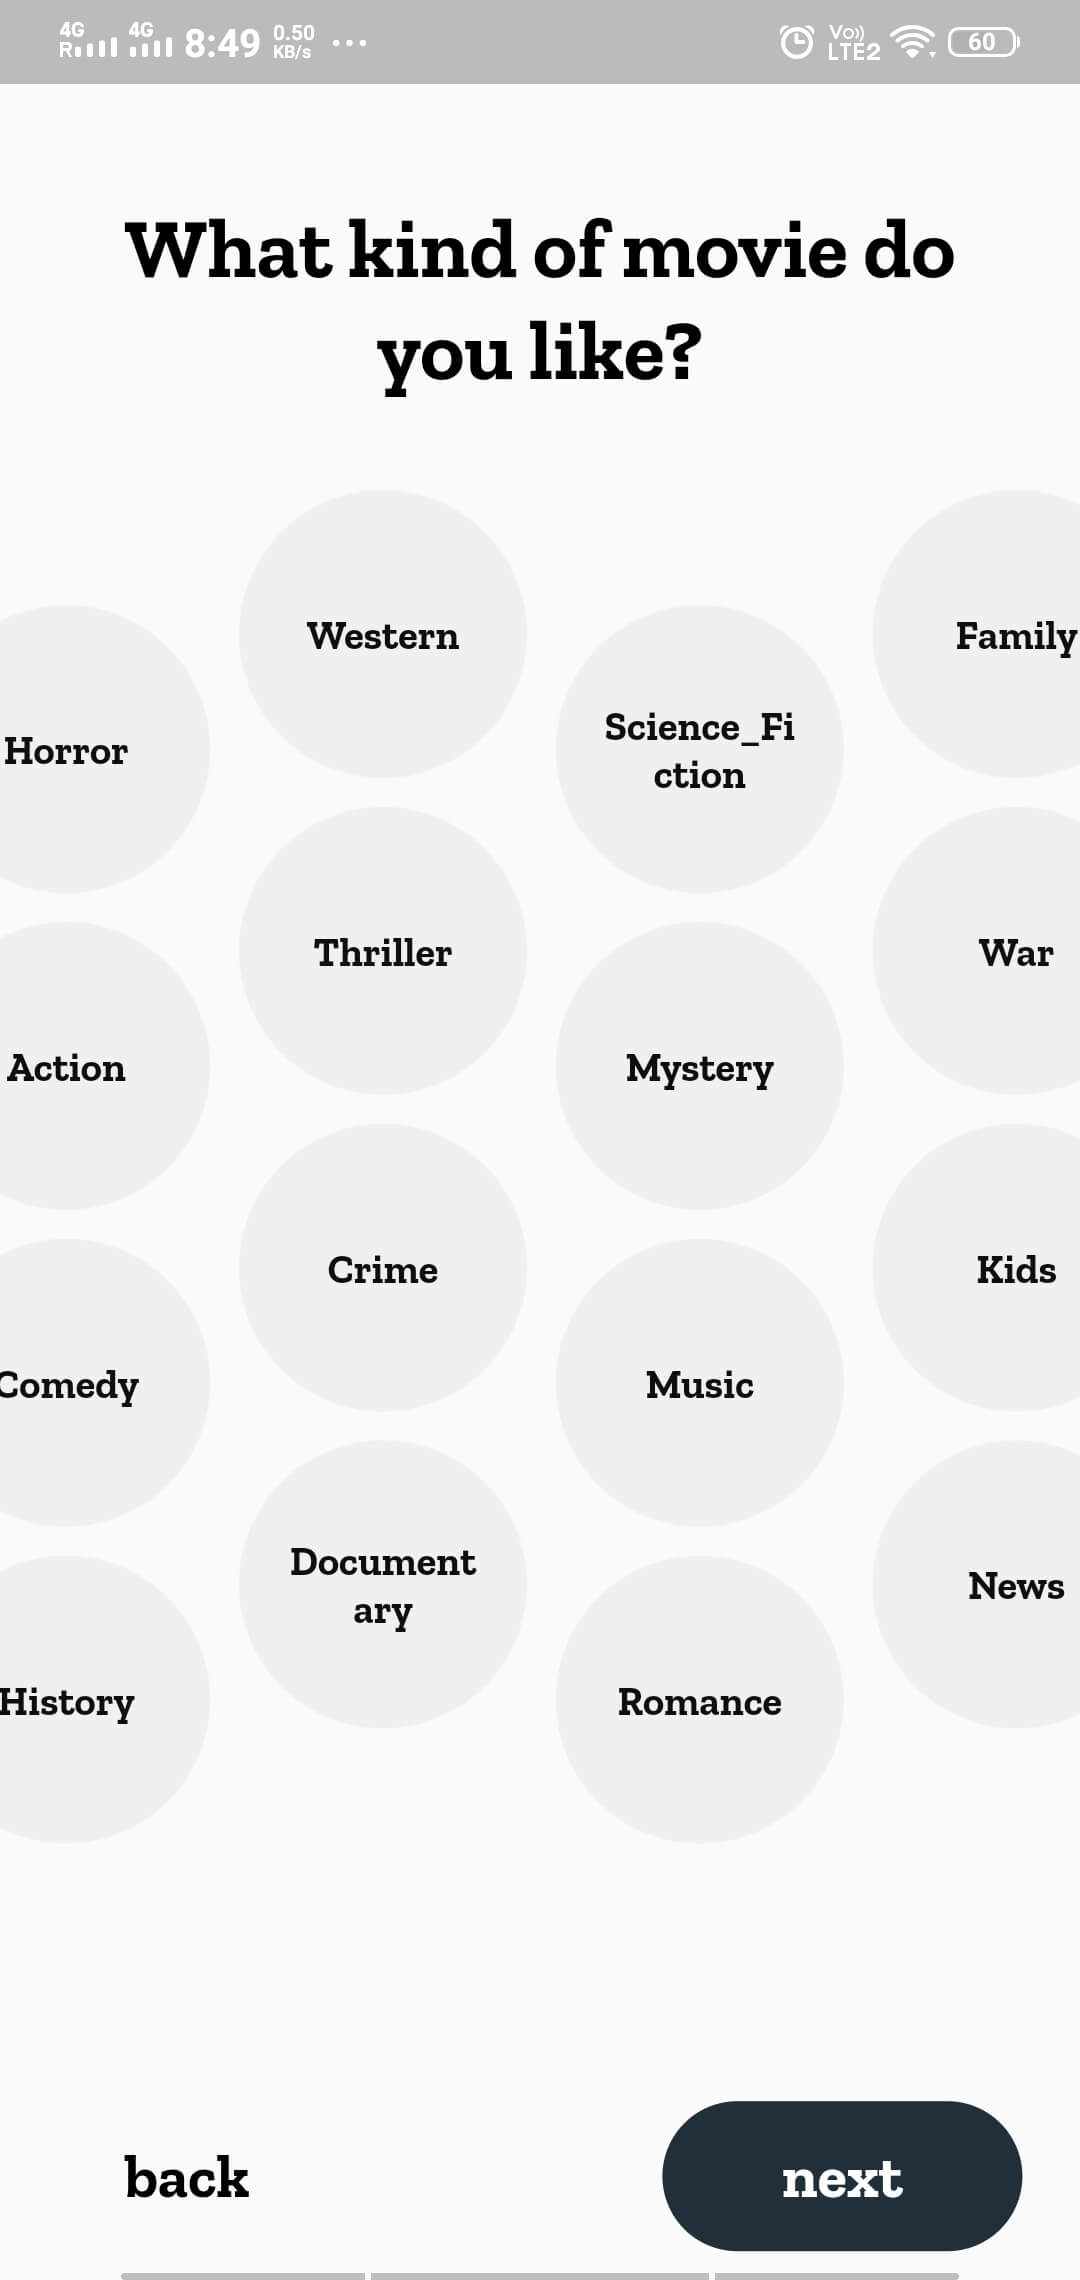 4G 4G 8:49 0.50
R KB/s
Vo)) LTE2 60
What kind of movie do
you like?
Western
Family
Horror
Science_Fi
ction
Thriller
War
Action
Mystery
Crime
Kids
Comedy
Music
Document
ary
News
History
Romance
back
next